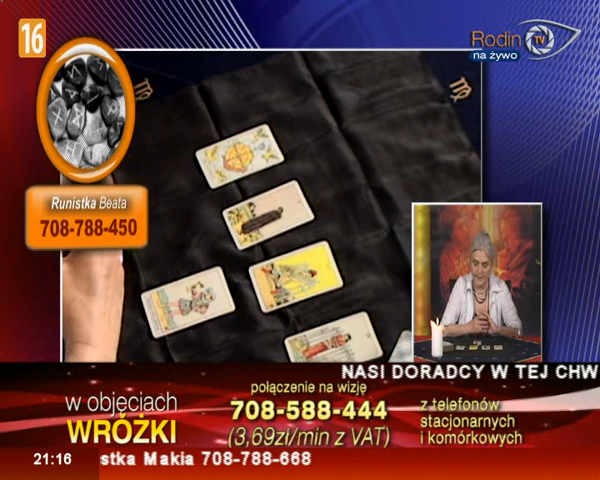 16
Rodin TV
na żywo
Runistka Beata
708-788-450
NASI DORADCY W TEJ CHW
w objęciach
WRÓŻKI
połączenie na wizję
708-588-444
(3,69zł/min z VAT)
z telefonów
stacjonarnych
i komórkowych
21:16
stka Makia 708-788-668